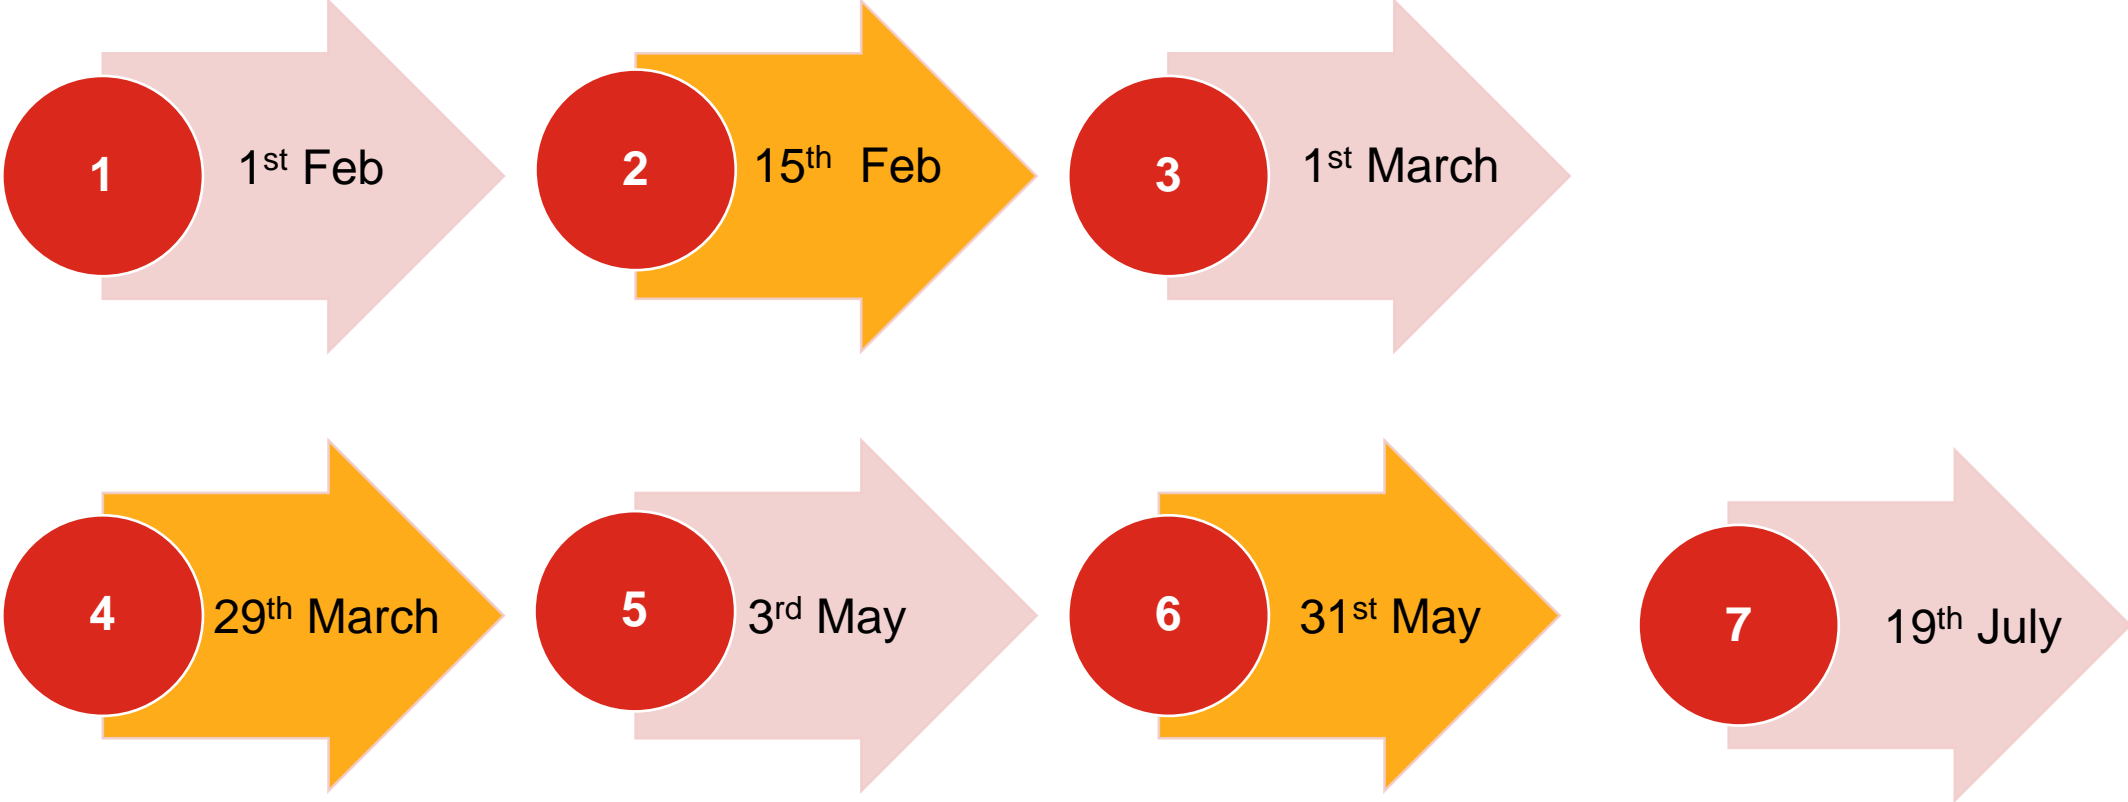 1
1st Feb
2
15th  Feb
3
1st March
4
29th March
5
3rd May
6
31st May
7
19th July